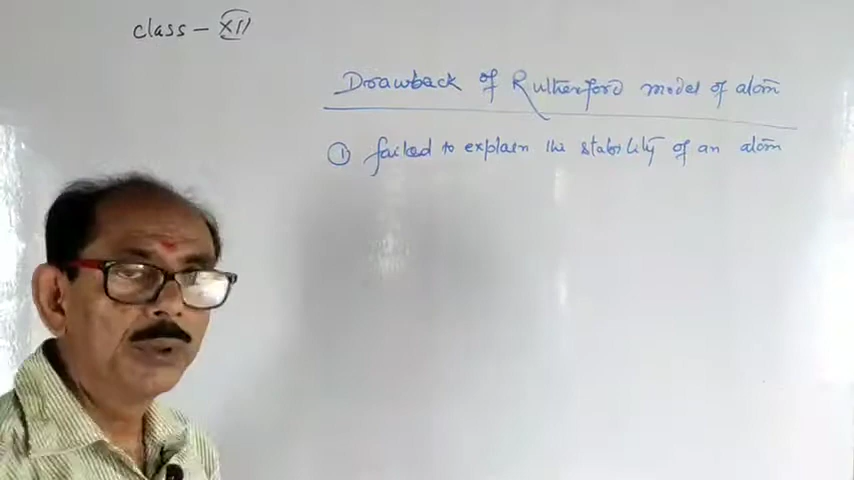 class - XII
Drawback of Rutherford model of atom
① failed to explain the stability of an atom